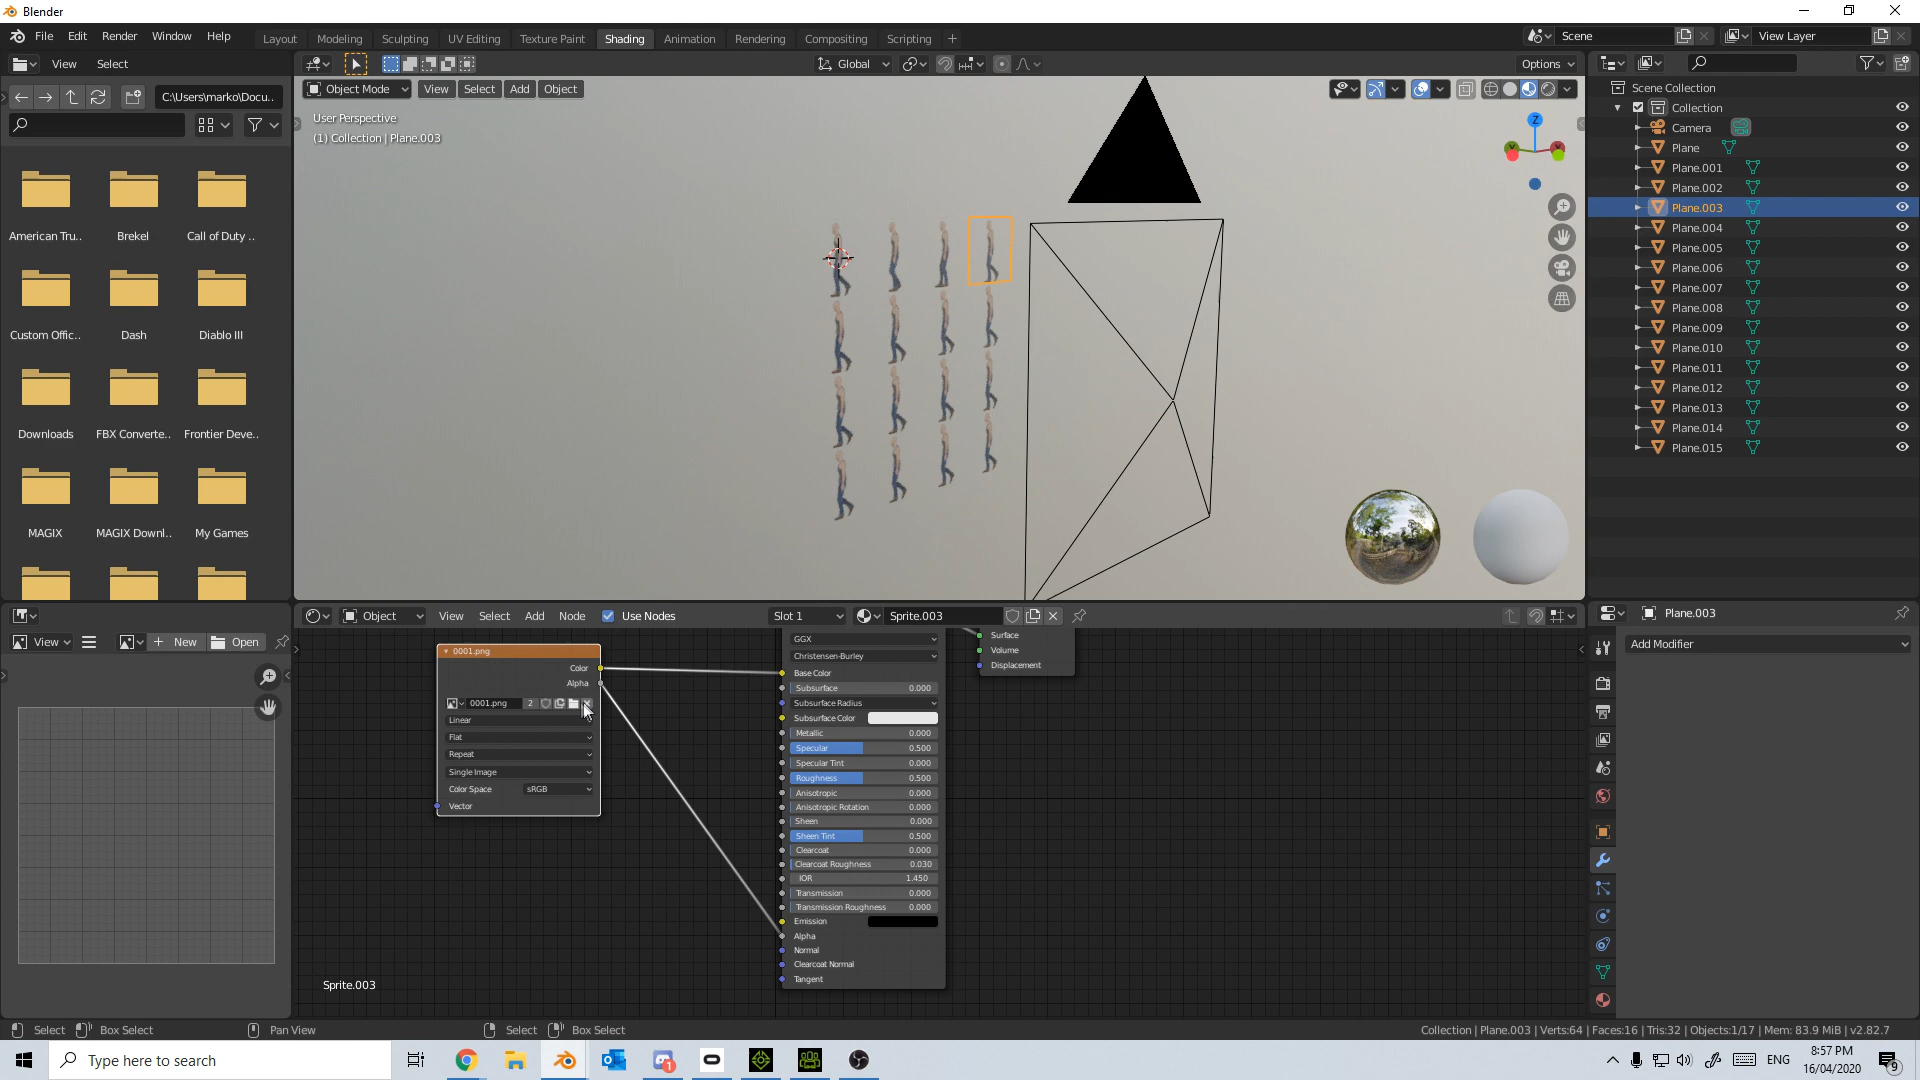 Blender
File Edit Render Window Help
Layout Modeling Sculpting UV Editing Texture Paint Shading Animation Rendering Compositing Scripting +
Scene
View Layer
View Select
Global
Options
C:\Users\marko\Docu..
Object Mode View Select Add Object
User Perspective
(1) Collection | Plane.003
American Tru..
Brekel
Call of Duty ..
Custom Offic..
Dash
Diablo III
Downloads
FBX Converte..
Frontier Deve..
MAGIX
MAGIX Downl..
My Games
Z
Scene Collection
Collection
Camera
Plane
Plane.001
Plane.002
Plane.003
Plane.004
Plane.005
Plane.006
Plane.007
Plane.008
Plane.009
Plane.010
Plane.011
Plane.012
Plane.013
Plane.014
Plane.015
View
New
Open
Object View Select Add Node Use Nodes
Slot 1
Sprite.003
Plane.003
Add Modifier
0001.png
Color
Alpha
0001.png 2
Linear
Flat
Repeat
Single Image
Color Space sRGB
Vector
GGX
Christensen-Burley
Base Color
Subsurface 0.000
Subsurface Radius
Subsurface Color
Metallic 0.000
Specular 0.500
Specular Tint 0.000
Roughness 0.500
Anisotropic 0.000
Anisotropic Rotation 0.000
Sheen 0.000
Sheen Tint 0.500
Clearcoat 0.000
Clearcoat Roughness 0.030
IOR 1.450
Transmission 0.000
Transmission Roughness 0.000
Emission
Alpha
Normal
Clearcoat Normal
Tangent
Surface
Volume
Displacement
Sprite.003
Select Box Select Pan View Select Box Select
Collection | Plane.003 | Verts:64 | Faces:16 | Tris:32 | Objects:1/17 | Mem: 83.9 MiB | v2.82.7
Type here to search
1
ENG
8:57 PM
16/04/2020
9